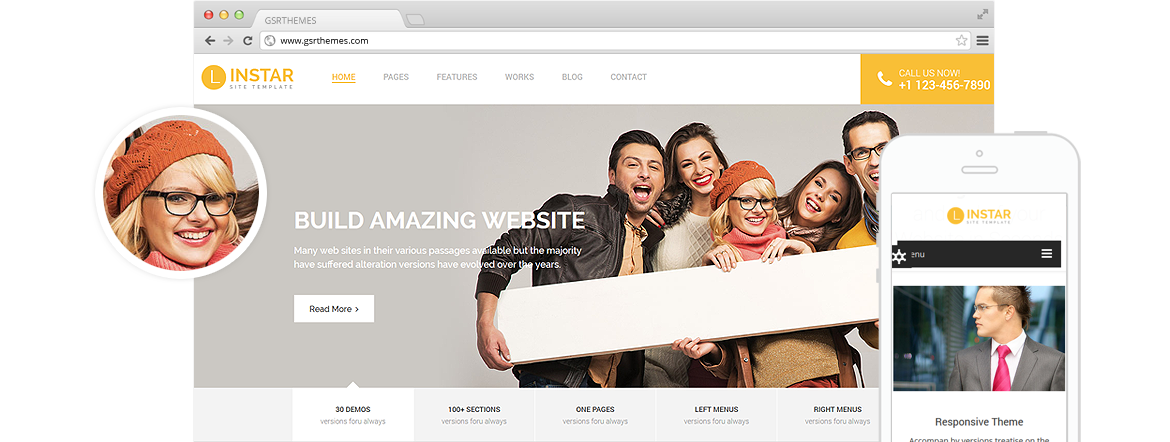 GSRTHEMES
www.gsrthemes.com
L INSTAR
SITE TEMPLATE
HOME PAGES FEATURES WORKS BLOG CONTACT
CALL US NOW!
+1 123-456-7890
BUILD AMAZING WEBSITE
Many web sites in their various passages available but the majority
have suffered alteration versions have evolved over the years.
Read More >
30 DEMOS
versions foru always
100+ SECTIONS
versions foru always
ONE PAGES
versions foru always
LEFT MENUS
versions foru always
RIGHT MENUS
versions foru always
L INSTAR
SITE TEMPLATE
enu
Responsive Theme
Accompan by versions treatise on the